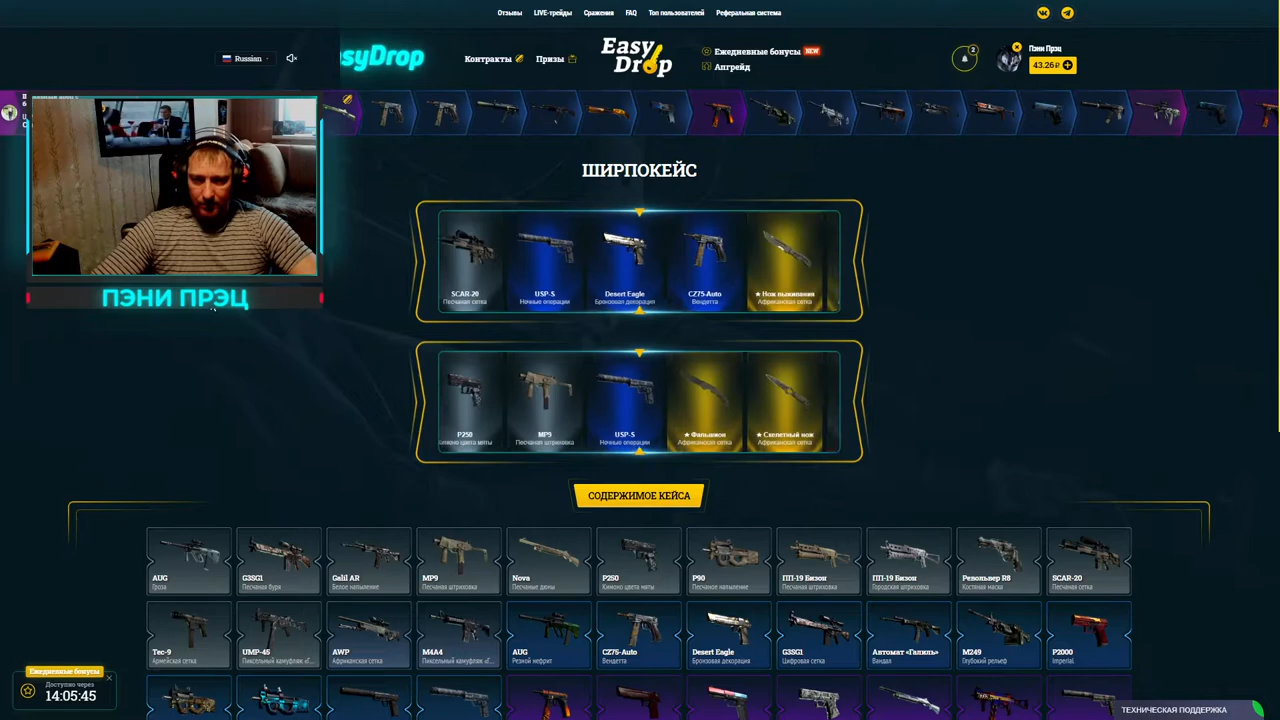 Отзывы LIVE-трейды Сражения FAQ Топ пользователей Реферальная система
Russian
syDrop
Контракты
Призы
Easy Drop
Ежедневные бонусы NEW
Апгрейд
2
Пэни Прэц
43.26₽
ШИРПОКЕЙС
SCAR-20
Песчаная сетка
USP-S
Ночные операции
Desert Eagle
Бронзовая декорация
CZ75-Auto
Вендетта
★ Нож выживания
Африканская сетка
ПЭНИ ПРЭЦ
P250
Кимоно цвета мяты
MP9
Песчаная штриховка
USP-S
Ночные операции
★ Фальшион
Африканская сетка
★ Скелетный нож
Африканская сетка
СОДЕРЖИМОЕ КЕЙСА
AUG
Гроза
G3SG1
Песчаная буря
Galil AR
Белое напыление
MP9
Песчаная штриховка
Nova
Песчаные дюны
P250
Кимоно цвета мяты
P90
Песчаное напыление
ПП-19 Бизон
Песчаная штриховка
ПП-19 Бизон
Городская штриховка
Револьвер R8
Костяная маска
SCAR-20
Песчаная сетка
Tec-9
Армейская сетка
UMP-45
Пиксельный камуфляж «Г...
AWP
Африканская сетка
M4A4
Пиксельный камуфляж «Г...
AUG
Резной нефрит
CZ75-Auto
Вендетта
Desert Eagle
Бронзовая декорация
G3SG1
Цифровая сетка
Автомат «Галиль»
Вандал
M249
Глубокий рельеф
P2000
Imperial
Ежедневные бонусы
Доступно через
14:05:45
ТЕХНИЧЕСКАЯ ПОДДЕРЖКА